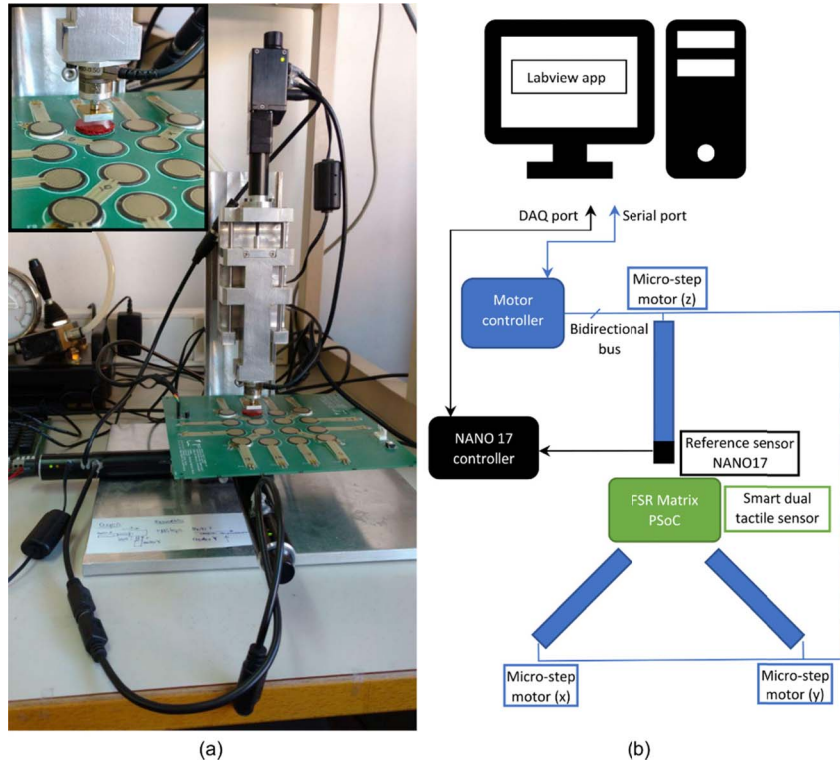 Labview app
DAQ port
Serial port
Motor
controller
Bidirectional
bus
Micro-step
motor (z)
NANO 17
controller
Reference sensor
NANO17
FSR Matrix
PSoC
Smart dual
tactile sensor
Micro-step
motor (x)
Micro-step
motor (y)
(a)
(b)